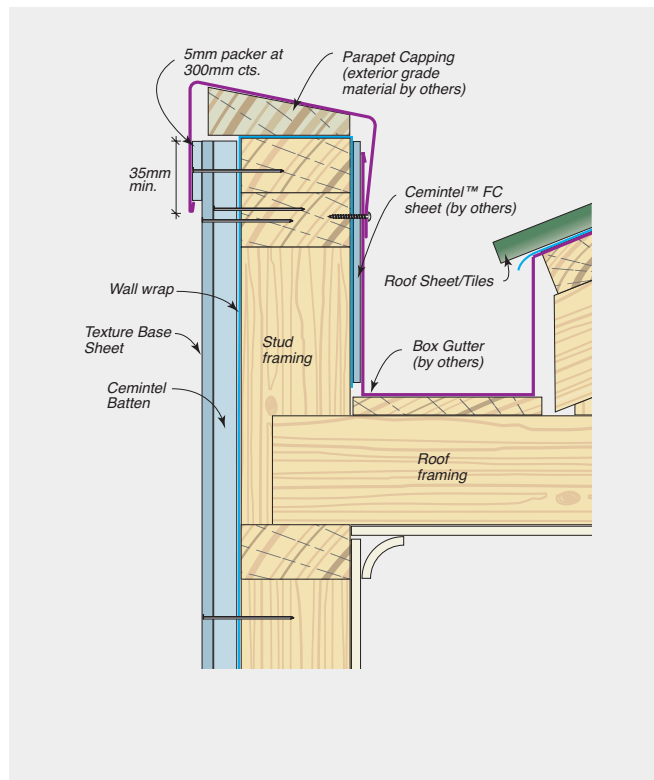 5mm packer at
300mm cts.
Parapet Capping
(exterior grade
material by others)
35mm
min.
Cemintel™ FC
sheet (by others)
Roof Sheet/Tiles
Wall wrap
Texture Base
Sheet
Stud
framing
Box Gutter
(by others)
Cemintel
Batten
Roof
framing